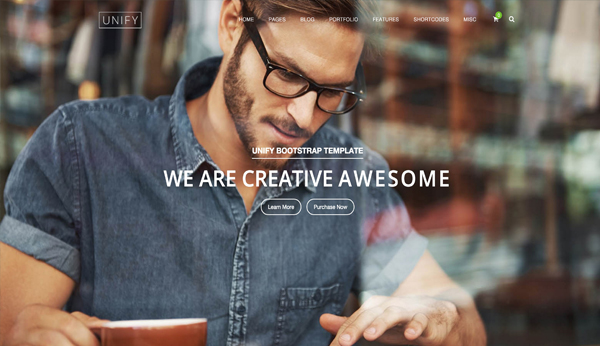 UNIFY
HOME PAGES BLOG PORTFOLIO FEATURES SHORTCODES MISC
UNIFY BOOTSTRAP TEMPLATE
WE ARE CREATIVE AWESOME
Learn More Purchase Now